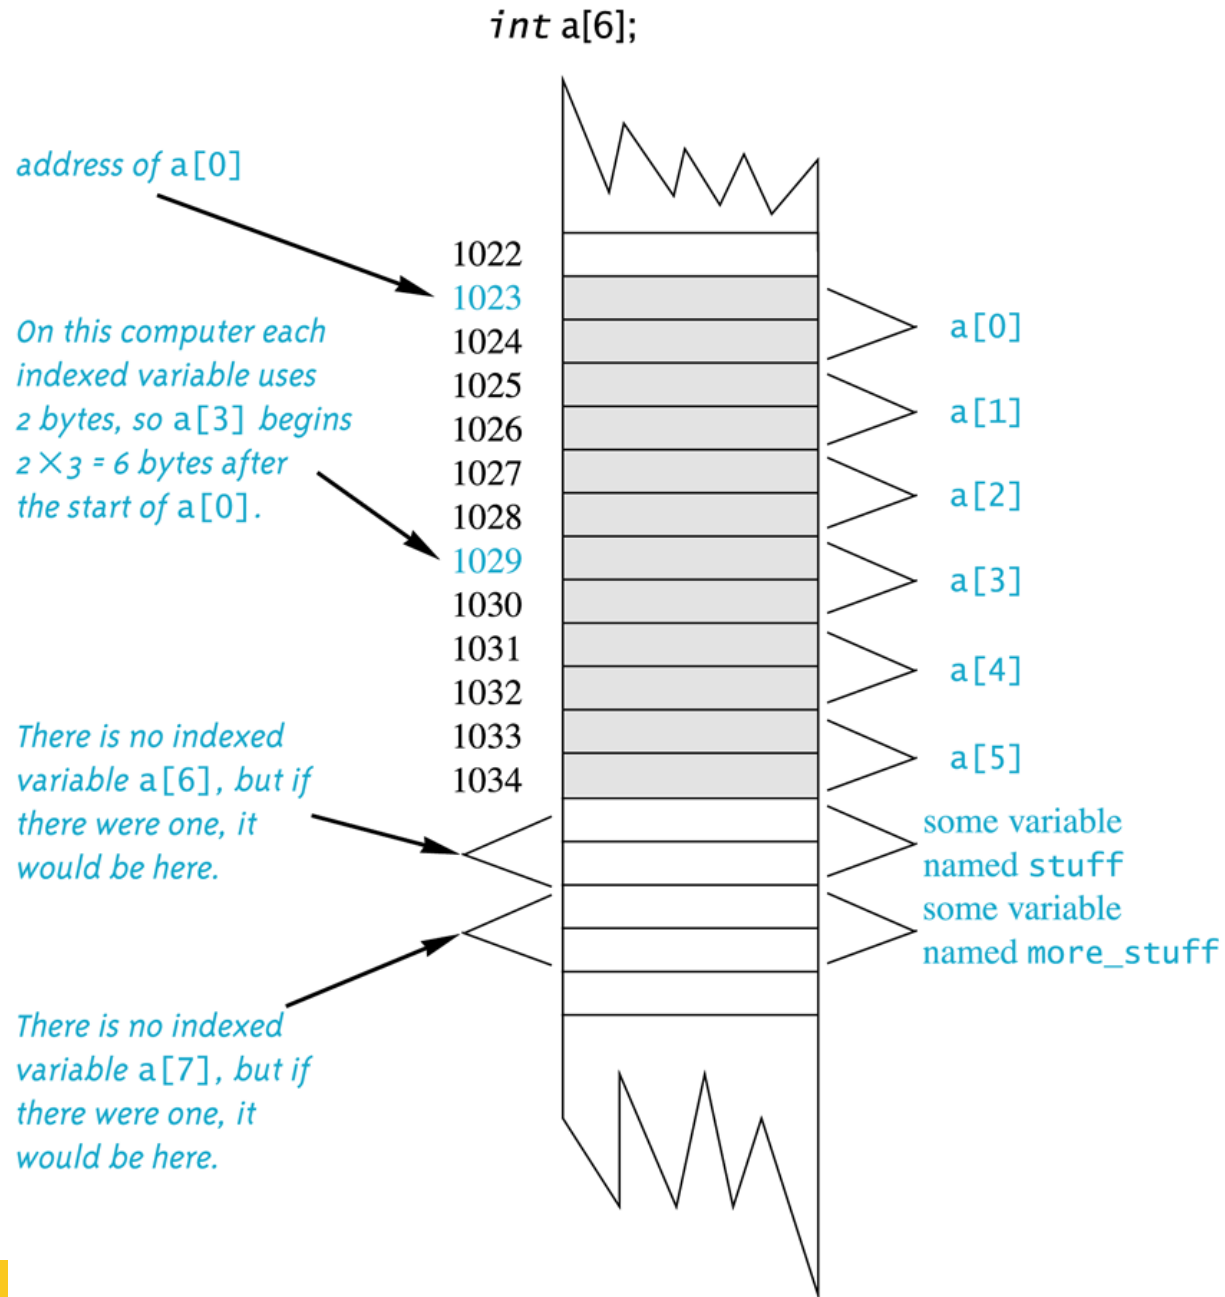 int a[6];
address of a[0]
1022
1023
1024
1025
1026
1027
1028
1029
1030
1031
1032
1033
1034
On this computer each
indexed variable uses
2 bytes, so a[3] begins
2 × 3 = 6 bytes after
the start of a[0].
There is no indexed
variable a[6], but if
there were one, it
would be here.
There is no indexed
variable a[7], but if
there were one, it
would be here.
a[0]
a[1]
a[2]
a[3]
a[4]
a[5]
some variable
named stuff
some variable
named more_stuff